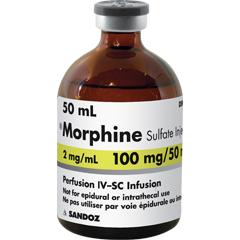 50 mL
Morphine Sulfate
2 mg/mL 100 mg/50
Perfusion IV–SC Infusion
Not for epidural or intrathecal use
Ne pas utiliser par voie épidurale ou
SANDOZ